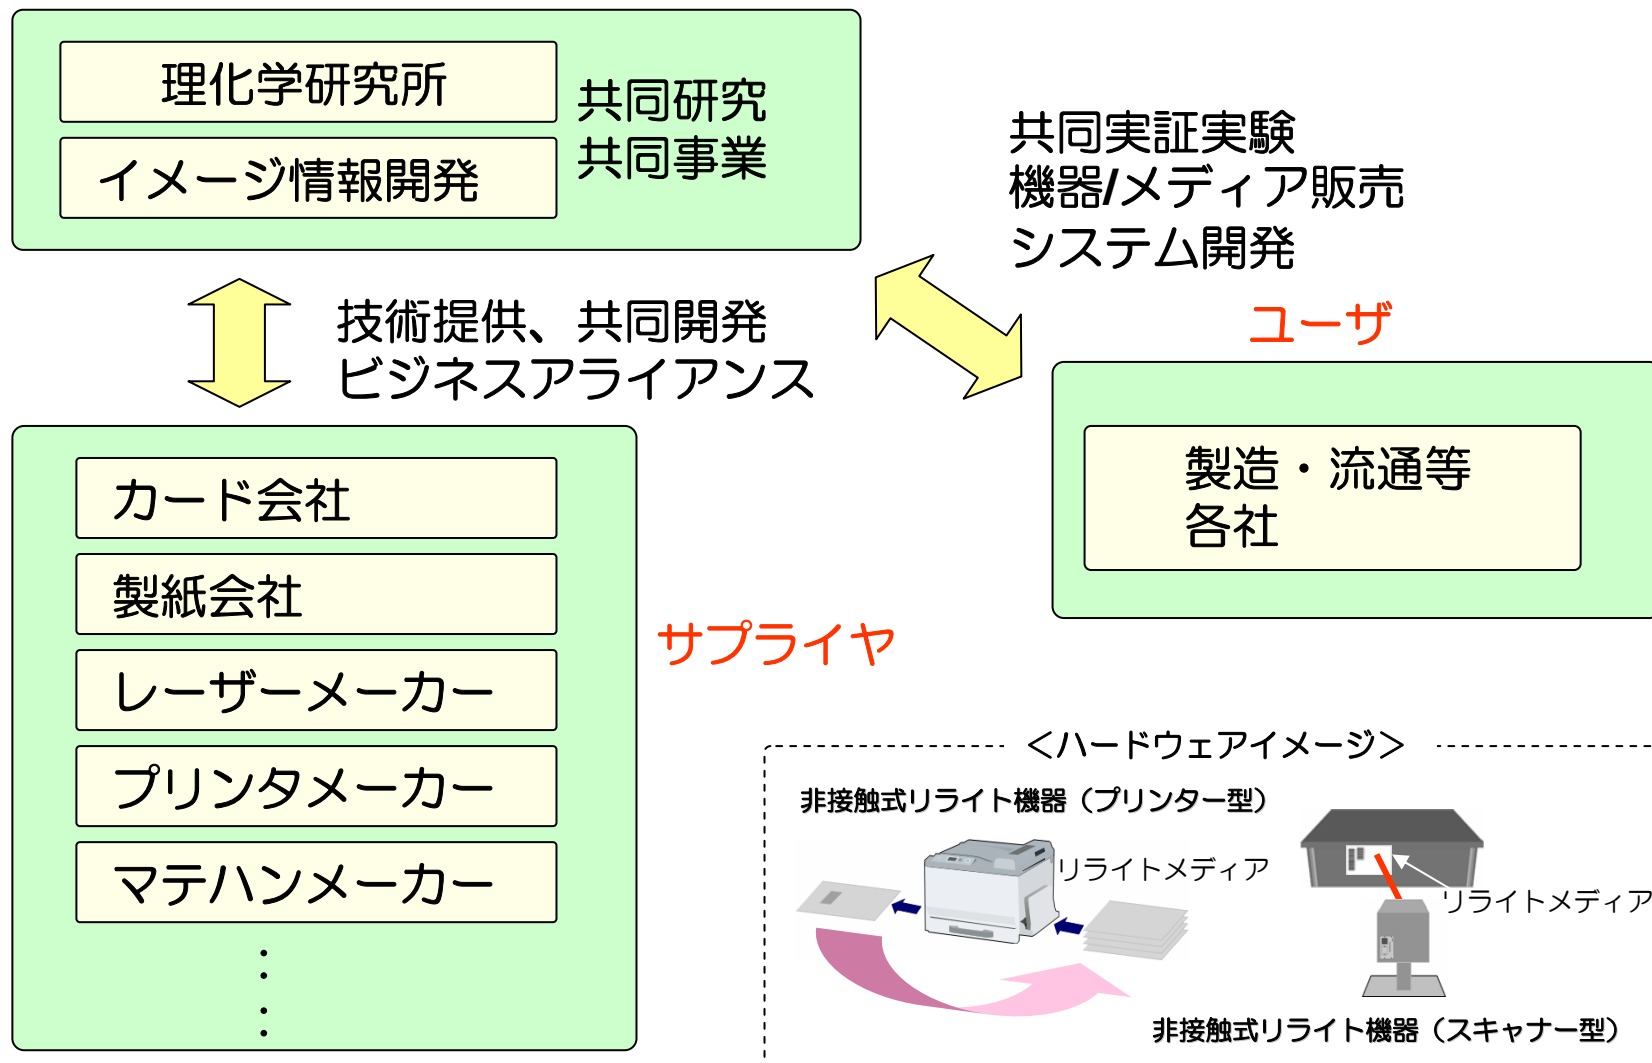 理化学研究所
イメージ情報開発
共同研究
共同事業
共同実証実験
機器/メディア販売
システム開発
技術提供、共同開発
ビジネスアライアンス
ユーザ
製造・流通等
各社
カード会社
製紙会社
レーザーメーカー
プリンタメーカー
マテハンメーカー
サプライヤ
＜ハードウェアイメージ＞
非接触式リライト機器（プリンター型）
リライトメディア
リライトメディア
非接触式リライト機器（スキャナー型）